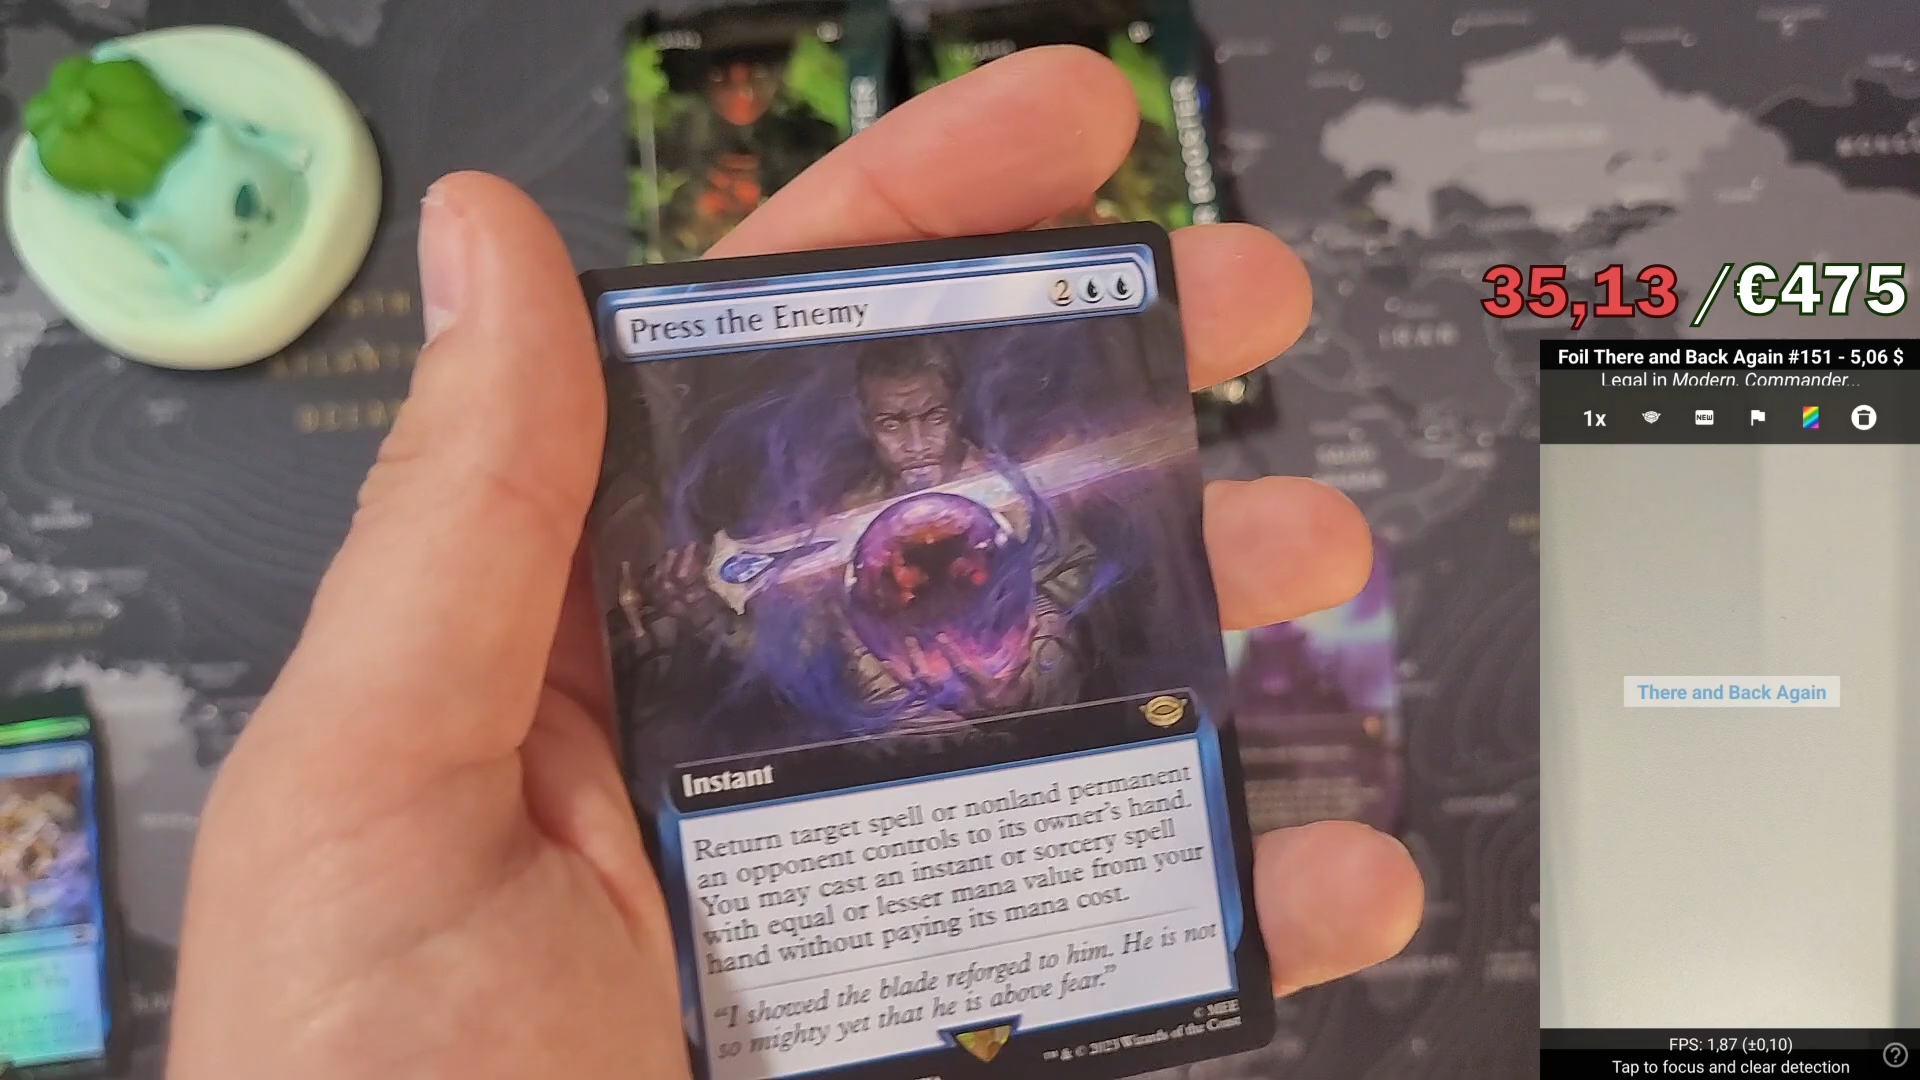 Press the Enemy
2
Instant
Return target spell or nonland permanent
an opponent controls to its owner's hand.
You may cast an instant or sorcery spell
with equal or lesser mana value from your
hand without paying its mana cost.
"I showed the blade reforged to him. He is not
so mighty yet that he is above fear."
© MEE
™ & © 2023 Wizards of the Coast
BOOSTER
35,13 / €475
Foil There and Back Again #151 - 5,06 $
Legal in Modern, Commander...
1x
NEW
There and Back Again
FPS: 1,87 (±0,10)
Tap to focus and clear detection
?